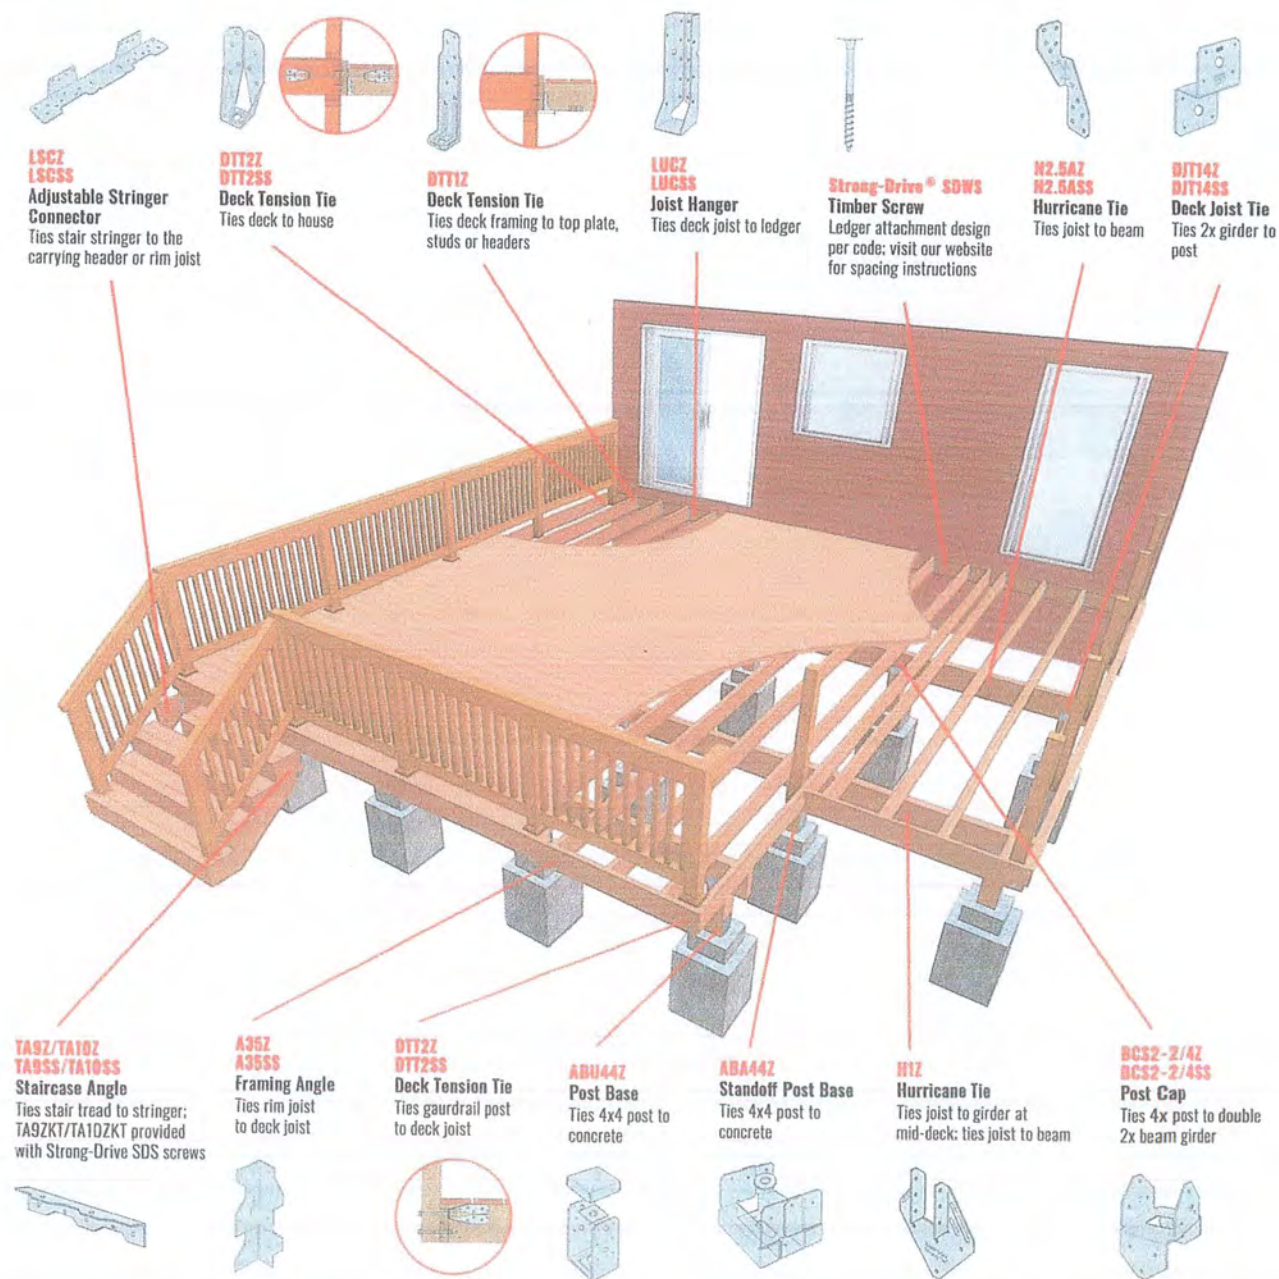 LSCZ
LSCSS
Adjustable Stringer
Connector
Ties stair stringer to the
carrying header or rim joist
DTT2Z
DTT2SS
Deck Tension Tie
Ties deck to house
DTT1Z
Deck Tension Tie
Ties deck framing to top plate,
studs or headers
LUCZ
LUCSS
Joist Hanger
Ties deck joist to ledger
Strong-Drive® SDWS
Timber Screw
Ledger attachment design
per code; visit our website
for spacing instructions
H2.5AZ
H2.5ASS
Hurricane Tie
Ties joist to beam
DJT14Z
DJT14SS
Deck Joist Tie
Ties 2x girder to
post
TA9Z/TA10Z
TA9SS/TA10SS
Staircase Angle
Ties stair tread to stringer;
TA9ZKT/TA10ZKT provided
with Strong-Drive SDS screws
A35Z
A35SS
Framing Angle
Ties rim joist
to deck joist
DTT2Z
DTT2SS
Deck Tension Tie
Ties gaurdrail post
to deck joist
ABU44Z
Post Base
Ties 4x4 post to
concrete
ABA44Z
Standoff Post Base
Ties 4x4 post to
concrete
H1Z
Hurricane Tie
Ties joist to girder at
mid-deck; ties joist to beam
BCS2-2/4Z
BCS2-2/4SS
Post Cap
Ties 4x post to double
2x beam girder